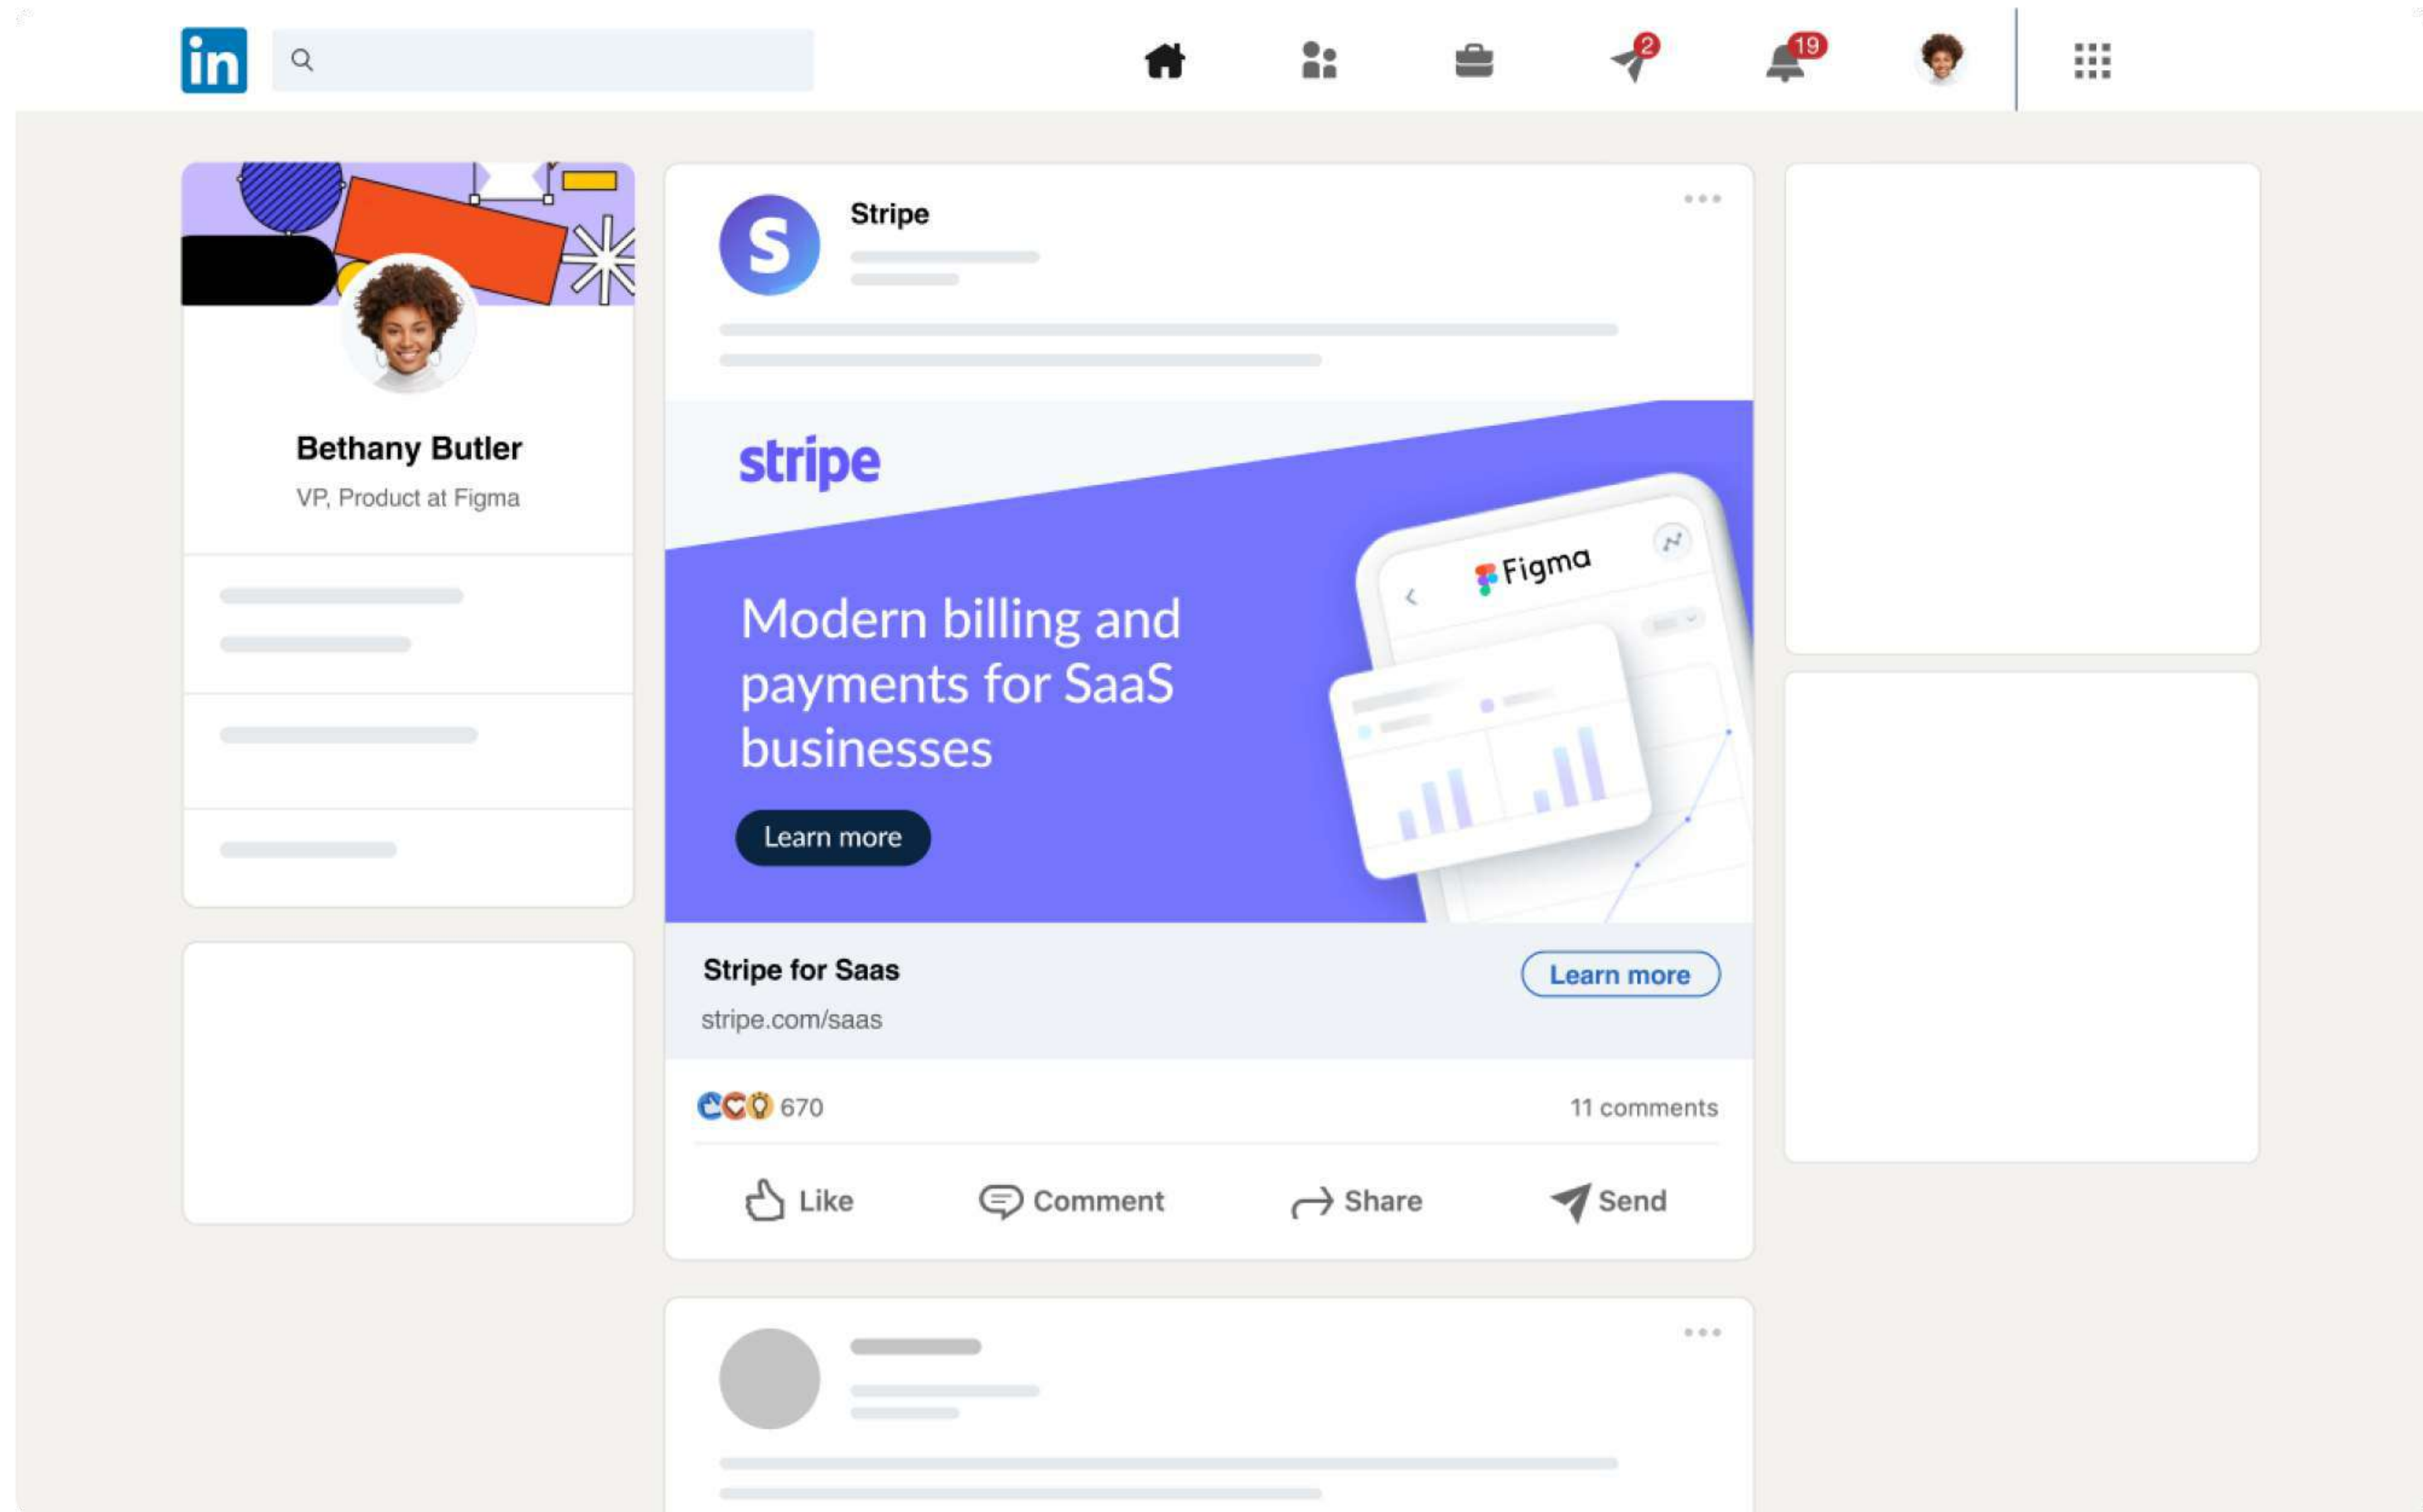 in
2
19
Bethany Butler
VP, Product at Figma
S
Stripe
stripe
Figma
Modern billing and
payments for SaaS
businesses
Learn more
Stripe for Saas
Learn more
stripe.com/saas
670
11 comments
Like
Comment
Share
Send